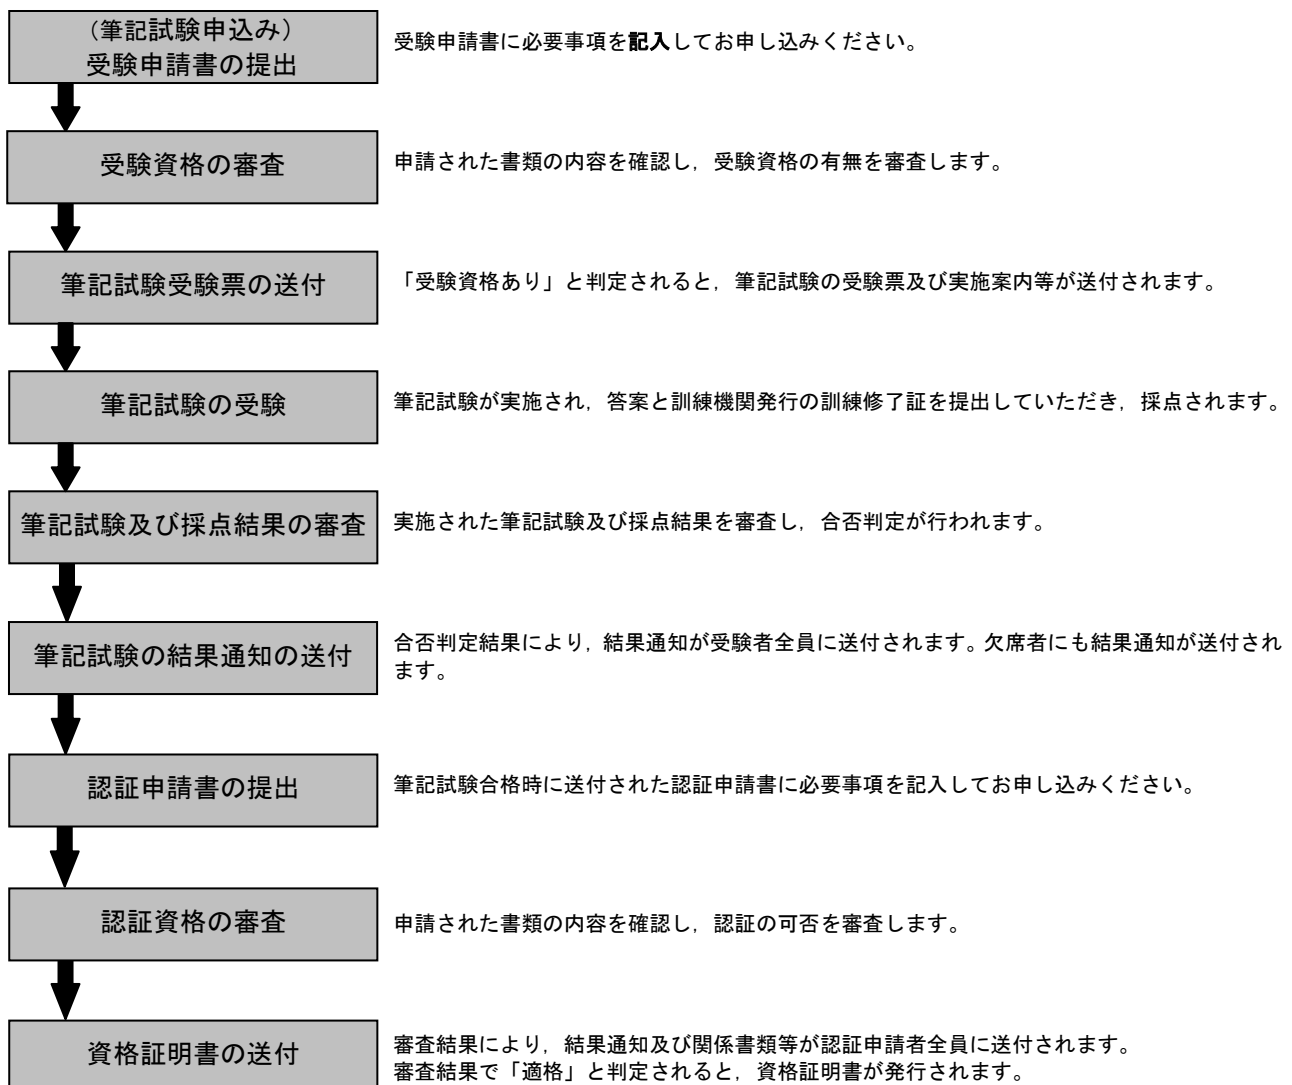 （筆記試験申込み）
受験申請書の提出
受験申請書に必要事項を記入してお申し込みください。
受験資格の審査
申請された書類の内容を確認し，受験資格の有無を審査します。
筆記試験受験票の送付
「受験資格あり」と判定されると，筆記試験の受験票及び実施案内等が送付されます。
筆記試験の受験
筆記試験が実施され，答案と訓練機関発行の訓練修了証を提出していただき，採点されます。
筆記試験及び採点結果の審査
実施された筆記試験及び採点結果を審査し，合否判定が行われます。
筆記試験の結果通知の送付
合否判定結果により，結果通知が受験者全員に送付されます。欠席者にも結果通知が送付され
ます。
認証申請書の提出
筆記試験合格時に送付された認証申請書に必要事項を記入してお申し込みください。
認証資格の審査
申請された書類の内容を確認し，認証の可否を審査します。
資格証明書の送付
審査結果により，結果通知及び関係書類等が認証申請者全員に送付されます。
審査結果で「適格」と判定されると，資格証明書が発行されます。